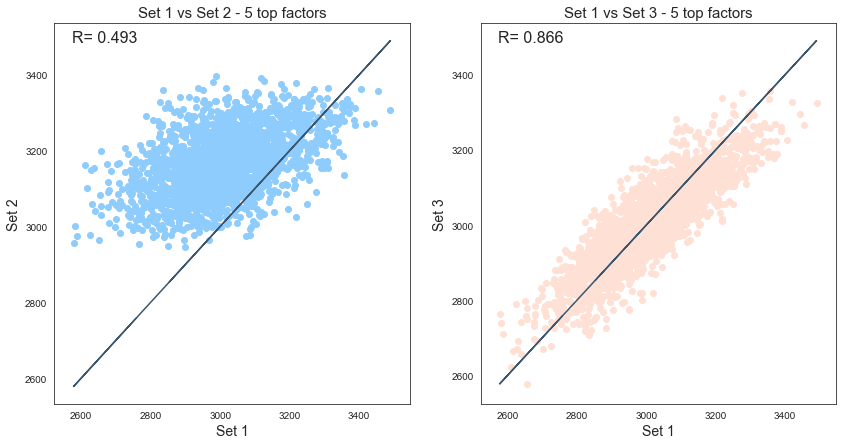 Set 1 vs Set 2 - 5 top factors
R= 0.493
3400
3200
3000
2800
2600
Set 2
2600
2800
3000
3200
3400
Set 1
Set 1 vs Set 3 - 5 top factors
R= 0.866
3400
3200
3000
2800
2600
Set 3
2600
2800
3000
3200
3400
Set 1